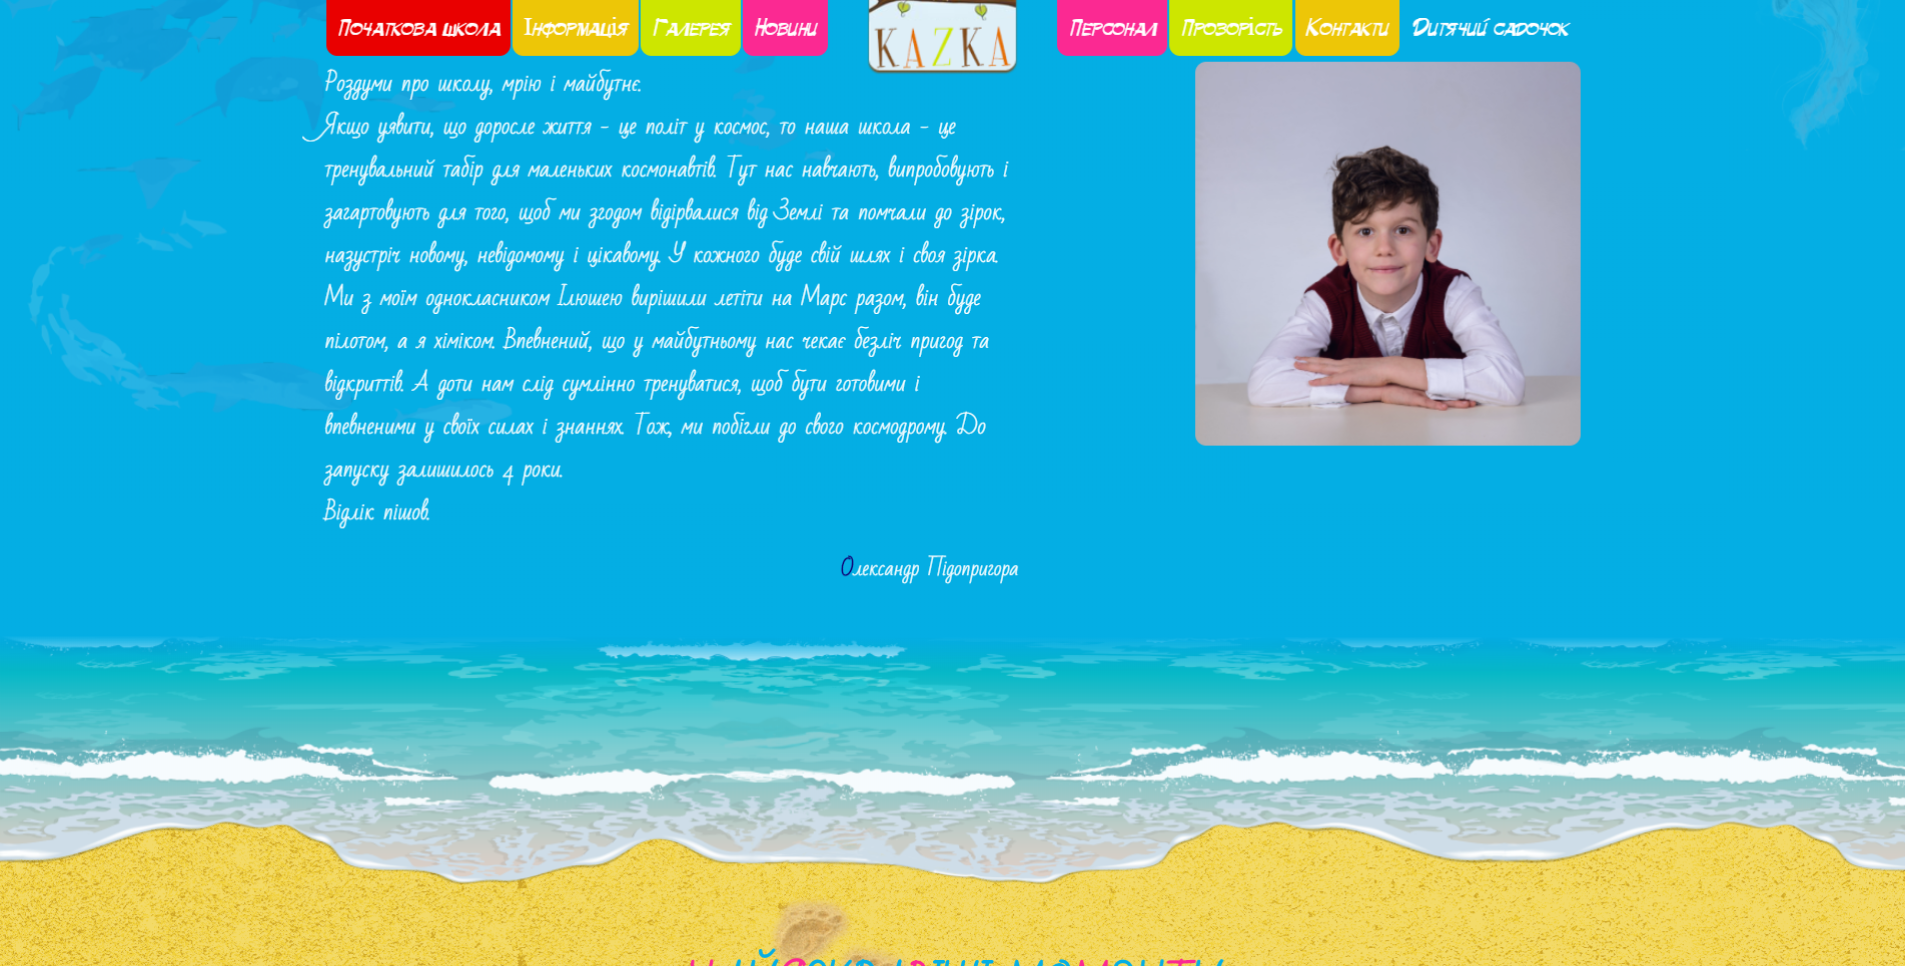 Початкова школа Інформація Галерея Новини KAZKA Персонал Прозорість Контакти Дитячий садочок
Роздуми про школу, мрію і майбутнє.
Якщо уявити, що доросле життя - це політ у космос, то наша школа - це
тренувальний табір для маленьких космонавтів. Тут нас навчають, випробовують і
загартовують для того, щоб ми згодом відірвалися від Землі та помчали до зірок,
назустріч новому, невідомому і цікавому. У кожного буде свій шлях і своя зірка.
Ми з моїм однокласником Ілюшею вирішили летіти на Марс разом, він буде
пілотом, а я хіміком. Впевнений, що у майбутньому нас чекає безліч пригод та
відкриттів. А доти нам слід сумлінно тренуватися, щоб бути готовими і
впевненими у своїх силах і знаннях. Тож, ми побігли до свого космодрому. До
запуску залишилось 4 роки.
Відлік пішов.
Олександр Підопригора